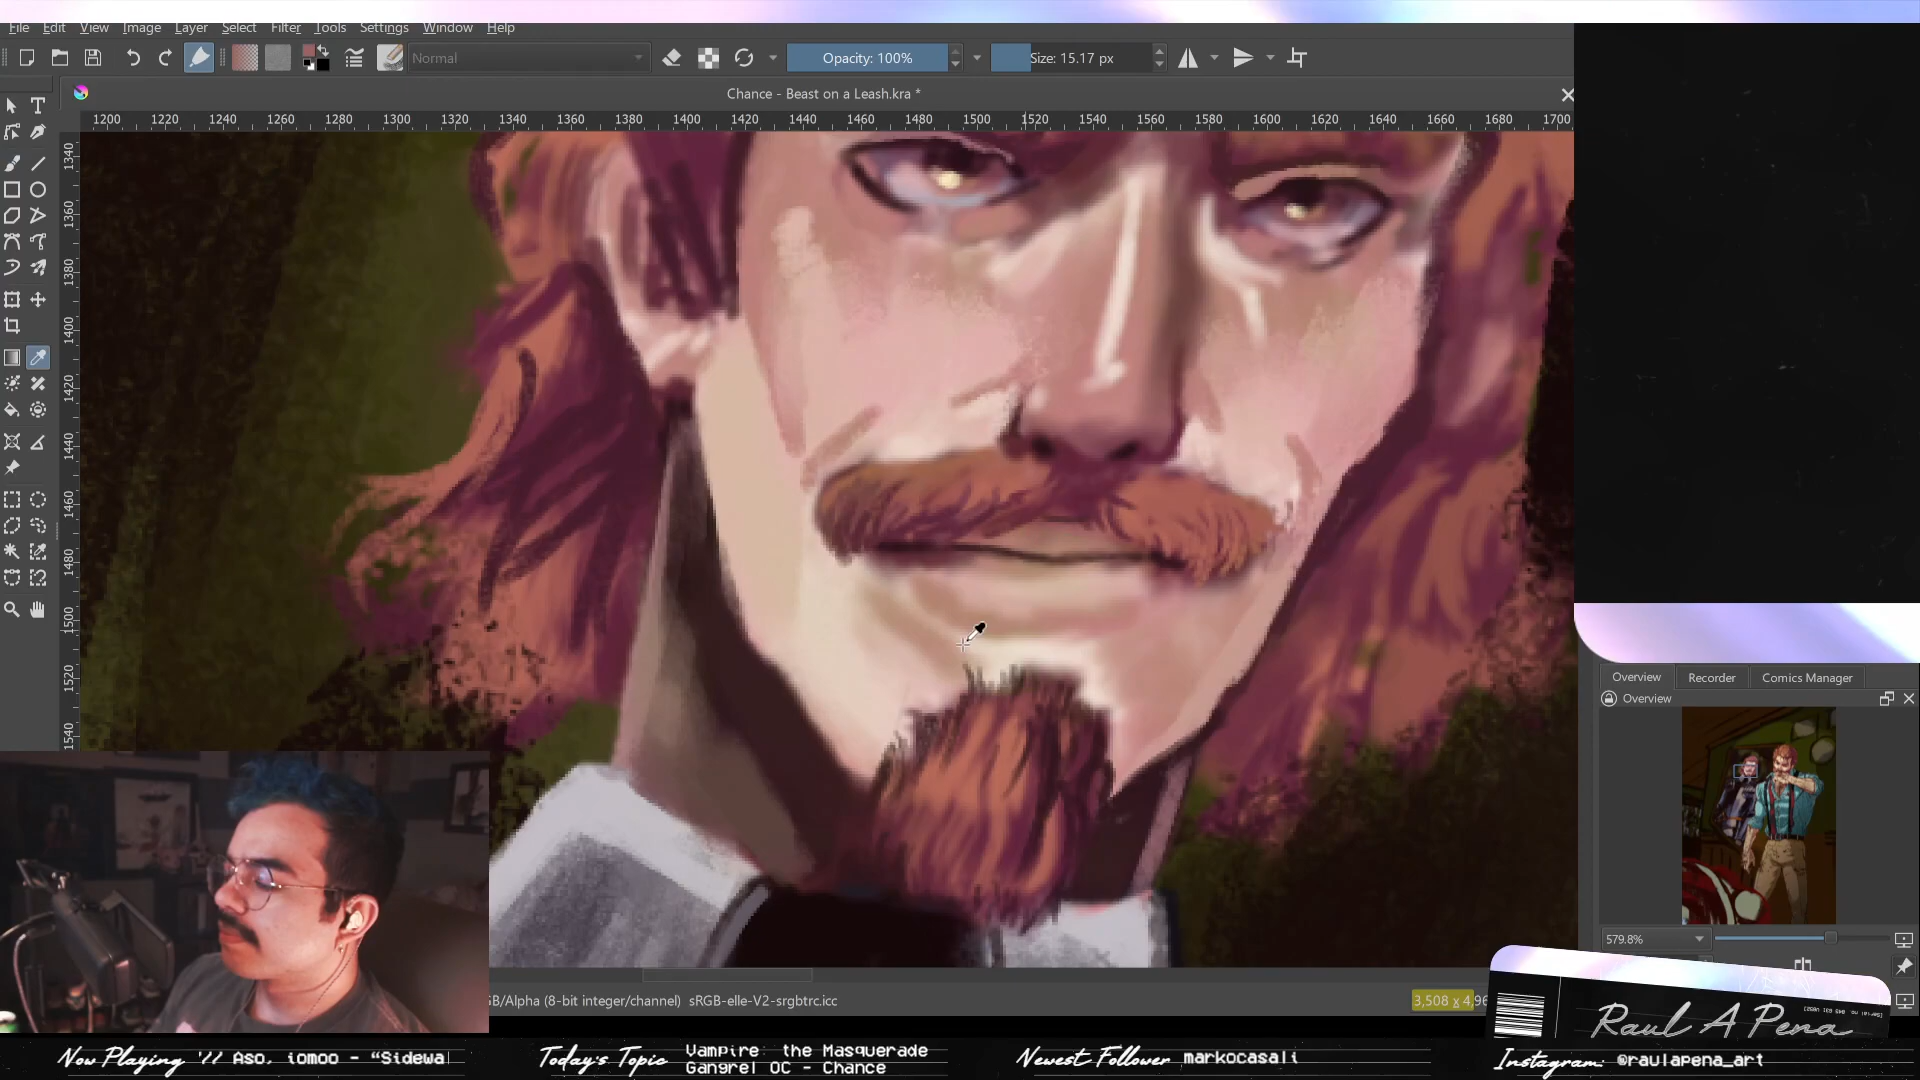 File Edit View Image Layer Select Filter Tools Settings Window Help
Normal
Opacity: 100%
Size: 15.17 px
Chance - Beast on a Leash.kra *
1200 1220 1240 1260 1280 1300 1320 1340 1360 1380 1400 1420 1440 1460 1480 1500 1520 1540 1560 1580 1600 1620 1640 1660 1680 1700
1340
1360
1380
1400
1420
1440
1460
1480
1500
1520
1540
Overview Recorder Comics Manager
Overview
579.8%
GB/Alpha (8-bit integer/channel) sRGB-elle-V2-srgbtrc.icc
3,508 x 4,96
Raul A Pena
Now Playing '// Aso, iomoo - "Sidewa
Today's Topic Vampire: the Masquerade
Gangrel OC - Chance
Newest Follower markocasali
Instagram: @raulapena_art